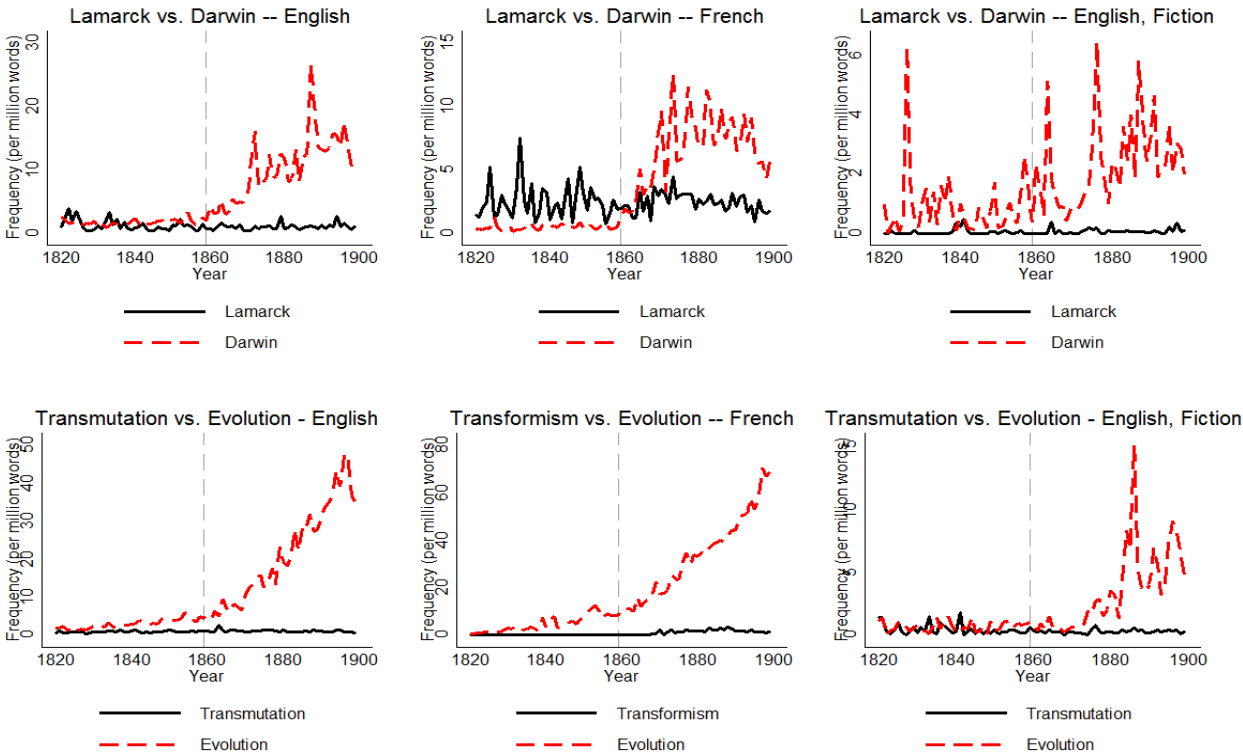 Lamarck vs. Darwin -- English
Frequency (per million words)
0 10 20 30
1820 1840 1860 1880 1900
Year
Lamarck
Darwin
Lamarck vs. Darwin -- French
Frequency (per million words)
0 5 10 15
1820 1840 1860 1880 1900
Year
Lamarck
Darwin
Lamarck vs. Darwin -- English, Fiction
Frequency (per million words)
0 2 4 6
1820 1840 1860 1880 1900
Year
Lamarck
Darwin
Transmutation vs. Evolution - English
Frequency (per million words)
0 10 20 30 40 50
1820 1840 1860 1880 1900
Year
Transmutation
Evolution
Transformism vs. Evolution -- French
Frequency (per million words)
0 20 40 60 80
1820 1840 1860 1880 1900
Year
Transformism
Evolution
Transmutation vs. Evolution - English, Fiction
Frequency (per million words)
0 5 10 15
1820 1840 1860 1880 1900
Year
Transmutation
Evolution